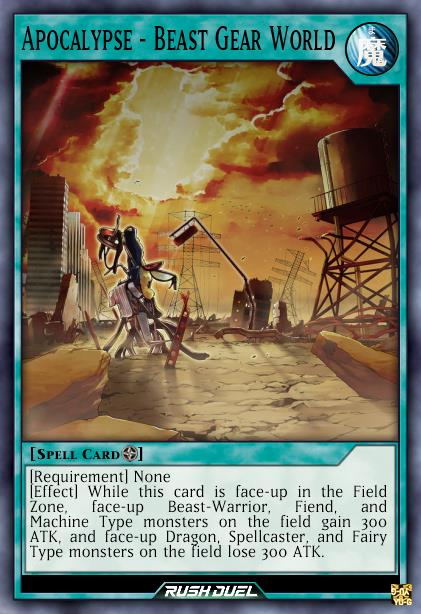 APOCALYPSE - BEAST GEAR WORLD
ま
魔
[SPELL CARD]
[Requirement] None
[Effect] While this card is face-up in the Field
Zone, face-up Beast-Warrior, Fiend, and
Machine Type monsters on the field gain 300
ATK, and face-up Dragon, Spellcaster, and Fairy
Type monsters on the field lose 300 ATK.
RUSH DUEL